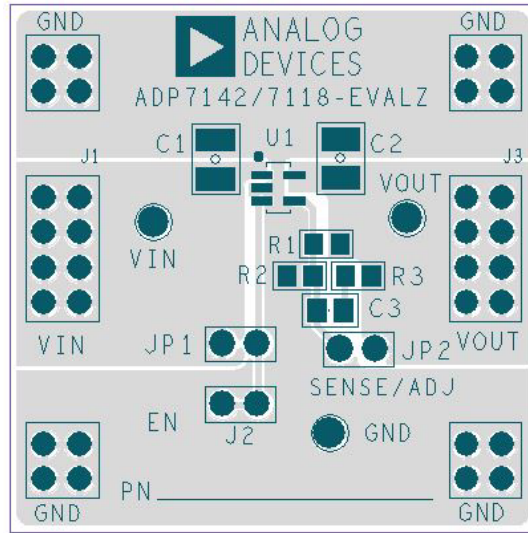 GND
ANALOG
DEVICES
GND
ADP7142/7118-EVALZ
C1
U1
C2
J1
J3
VOUT
VIN
R1
R2
R3
C3
VIN
JP1
JP2
VOUT
SENSE/ADJ
EN
J2
GND
PN
GND
GND